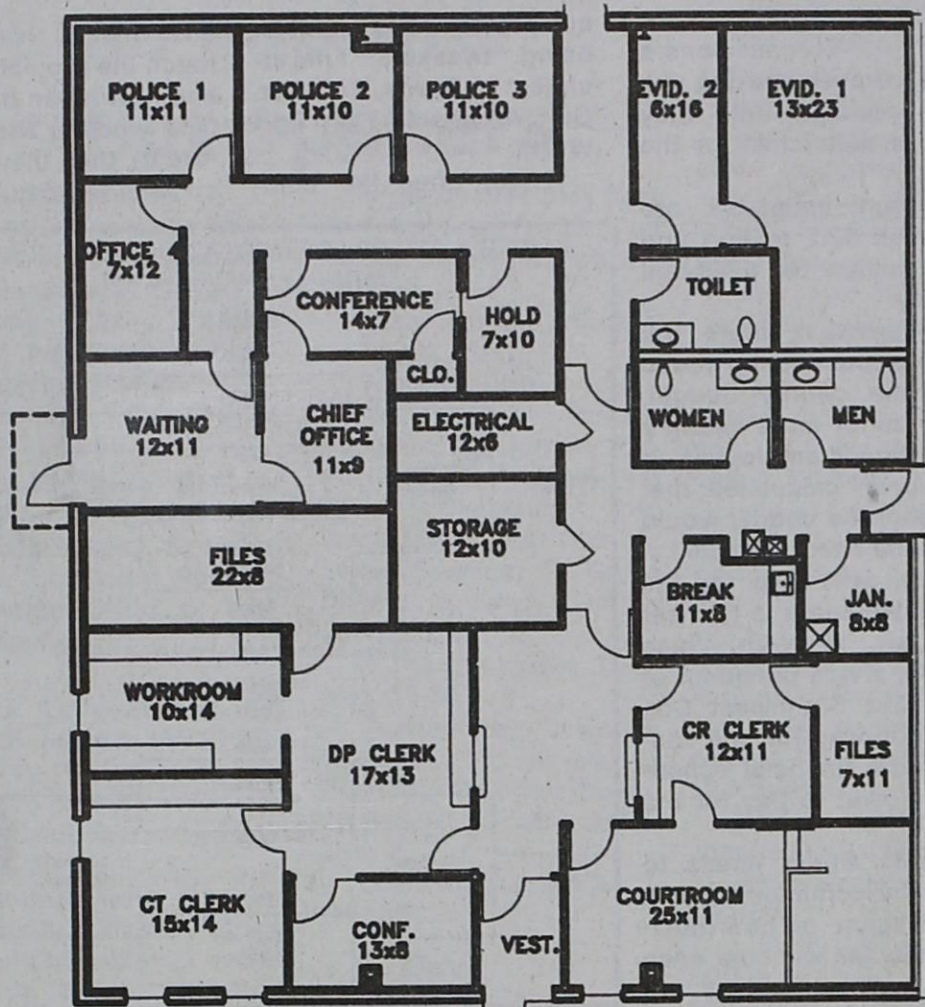 POLICE 1
11x11
POLICE 2
11x10
POLICE 3
11x10
EVID. 2
6x16
EVID. 1
13x23
OFFICE 4
7x12
CONFERENCE
14x7
HOLD
7x10
TOILET
CLO.
WAITING
12x11
CHIEF
OFFICE
11x9
ELECTRICAL
12x6
WOMEN
MEN
FILES
22x8
STORAGE
12x10
BREAK
11x8
JAN.
8x8
WORKROOM
10x14
DP CLERK
17x13
CR CLERK
12x11
FILES
7x11
CT CLERK
15x14
CONF.
13x8
VEST.
COURTROOM
25x11